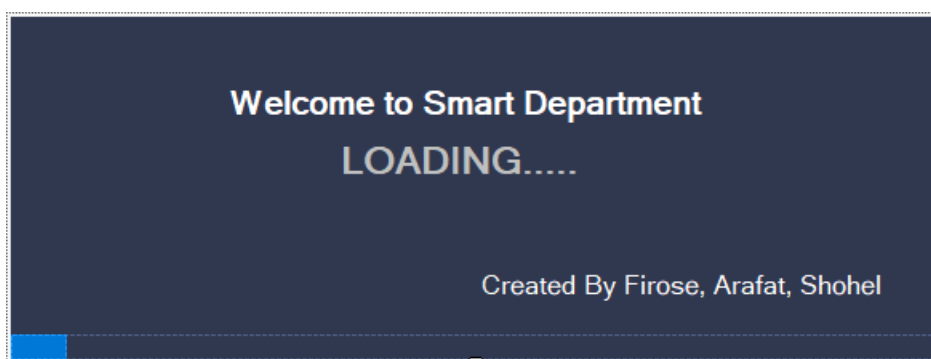 Welcome to Smart Department
LOADING.....
Created By Firose, Arafat, Shohel